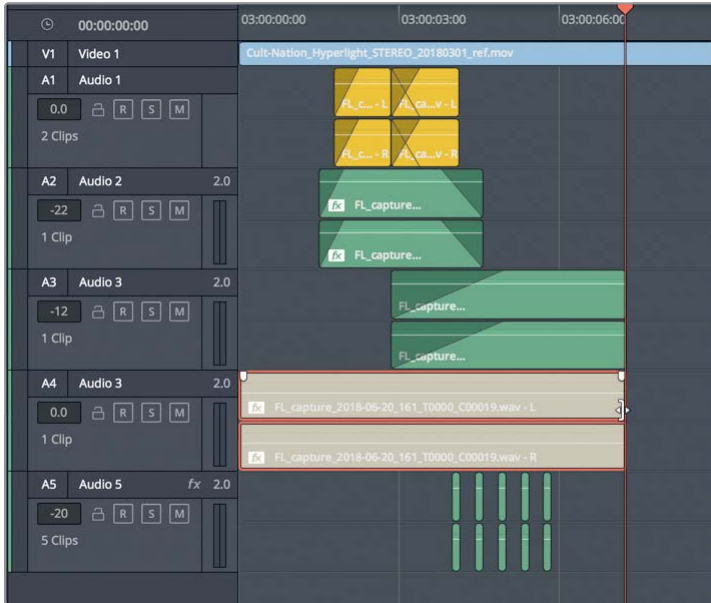 00:00:00:00 03:00:00:00 03:00:03:00 03:00:06:00
V1 Video 1 Cult-Nation_Hyperlight_STEREO_20180301_ref.mov
A1 Audio 1
0.0 R S M FL_c... - L FL_ca...v - L
2 Clips FL_c... - R FL_ca...v - R
A2 Audio 2 2.0
-22 R S M fx FL_capture...
1 Clip fx FL_capture...
A3 Audio 3 2.0
-12 R S M FL_capture...
1 Clip FL_capture...
A4 Audio 3 2.0
0.0 R S M fx FL_capture_2018-06-20_161_T0000_C00019.wav - L
1 Clip fx FL_capture_2018-06-20_161_T0000_C00019.wav - R
A5 Audio 5 fx 2.0
-20 R S M
5 Clips